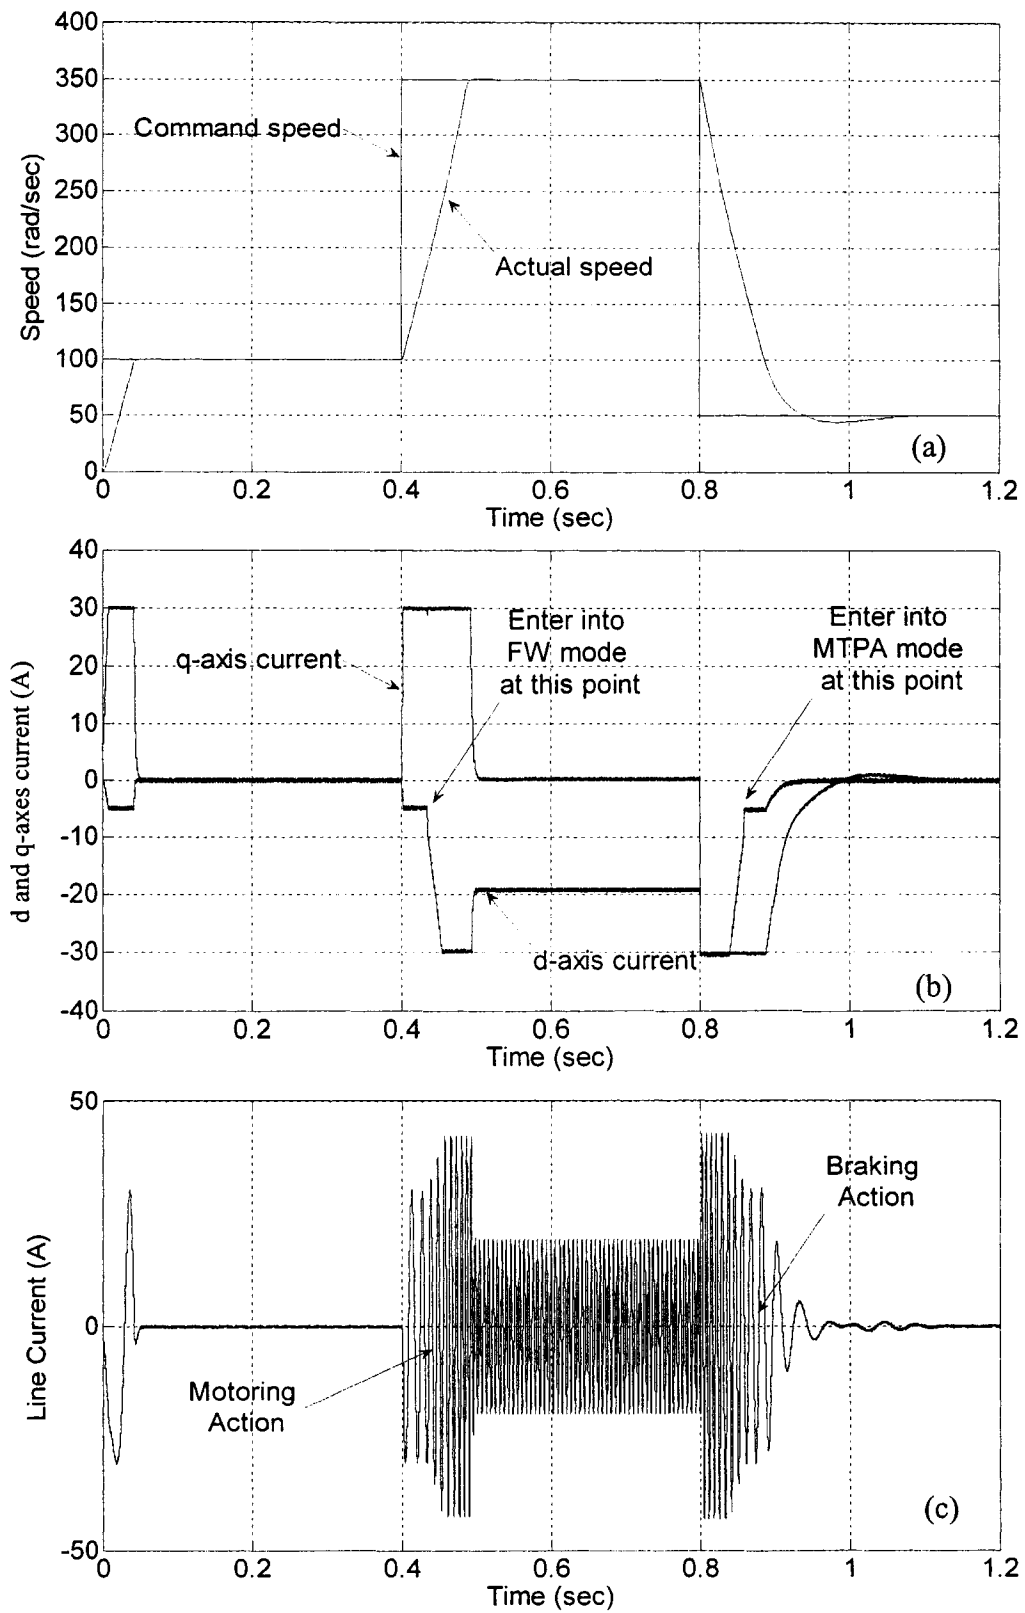 400
350
300
250
200
150
100
50
0
Speed (rad/sec)
Command speed
Actual speed
(a)
0
0.2
0.4
0.6
0.8
1
1.2
Time (sec)
40
30
20
10
0
-10
-20
-30
-40
d and q-axes current (A)
q-axis current
Enter into
FW mode
at this point
Enter into
MTPA mode
at this point
d-axis current
(b)
0
0.2
0.4
0.6
0.8
1
1.2
Time (sec)
50
0
-50
Line Current (A)
Braking
Action
Motoring
Action
(c)
0
0.2
0.4
0.6
0.8
1
1.2
Time (sec)